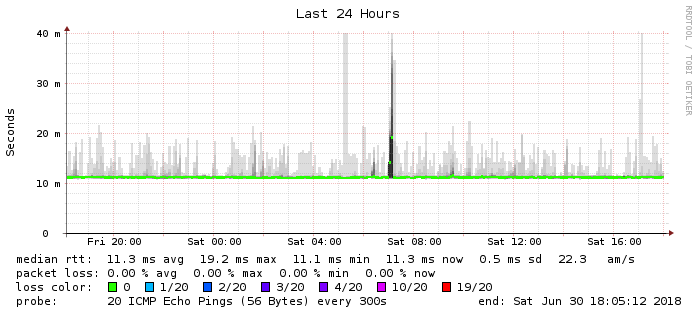 Last 24 Hours
RRDTOOL / TOBI OETIKER
Seconds
40 m
30 m
20 m
10 m
0
Fri 20:00 Sat 00:00 Sat 04:00 Sat 08:00 Sat 12:00 Sat 16:00
median rtt: 11.3 ms avg 19.2 ms max 11.1 ms min 11.3 ms now 0.5 ms sd 22.3 am/s
packet loss: 0.00 % avg 0.00 % max 0.00 % min 0.00 % now
loss color: 0 1/20 2/20 3/20 4/20 10/20 19/20
probe: 20 ICMP Echo Pings (56 Bytes) every 300s end: Sat Jun 30 18:05:12 2018